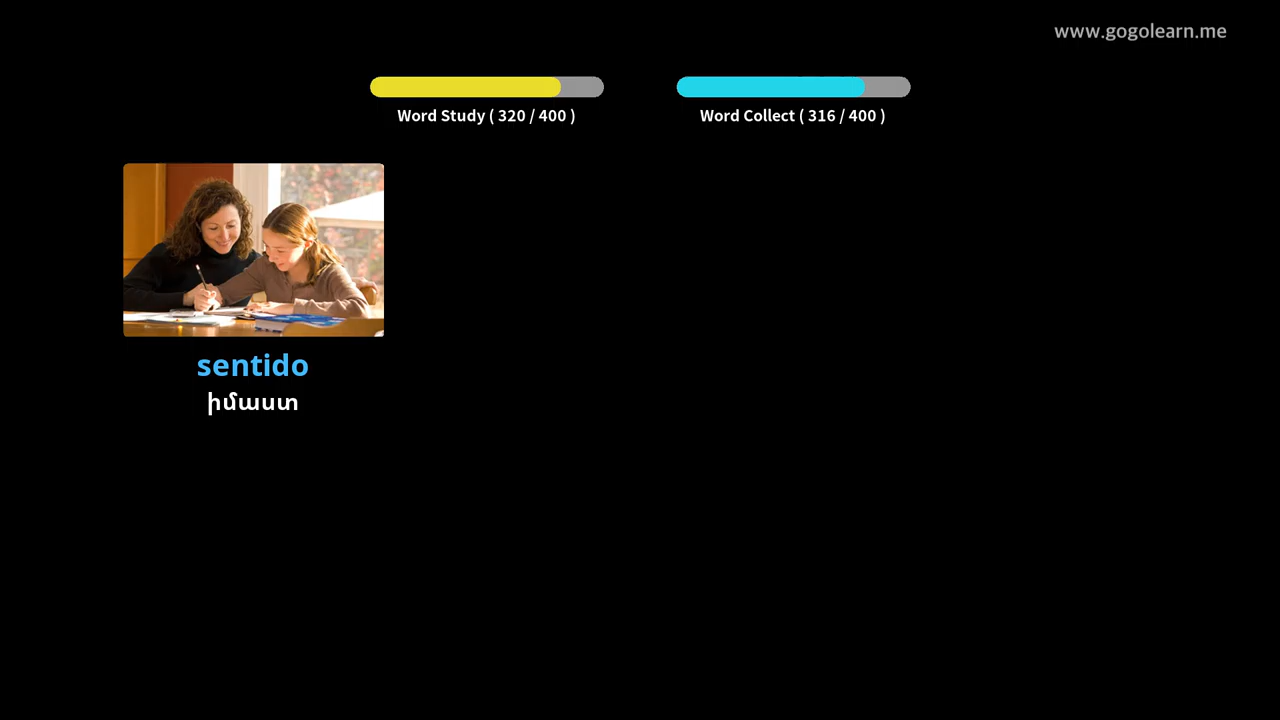 www.gogolearn.me
Word Study ( 320 / 400 )
Word Collect ( 316 / 400 )
sentido
իմաստ